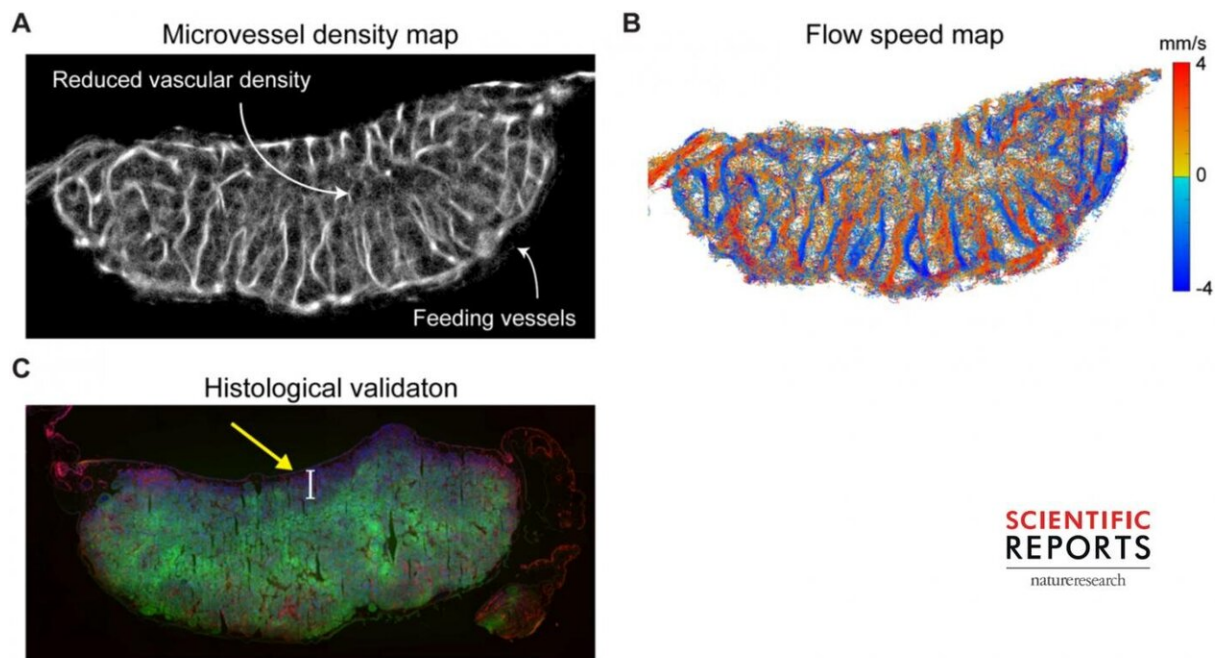 A
Microvessel density map
Reduced vascular density
Feeding vessels
B
Flow speed map
mm/s
4
0
-4
C
Histological validaton
SCIENTIFIC
REPORTS
natureresearch